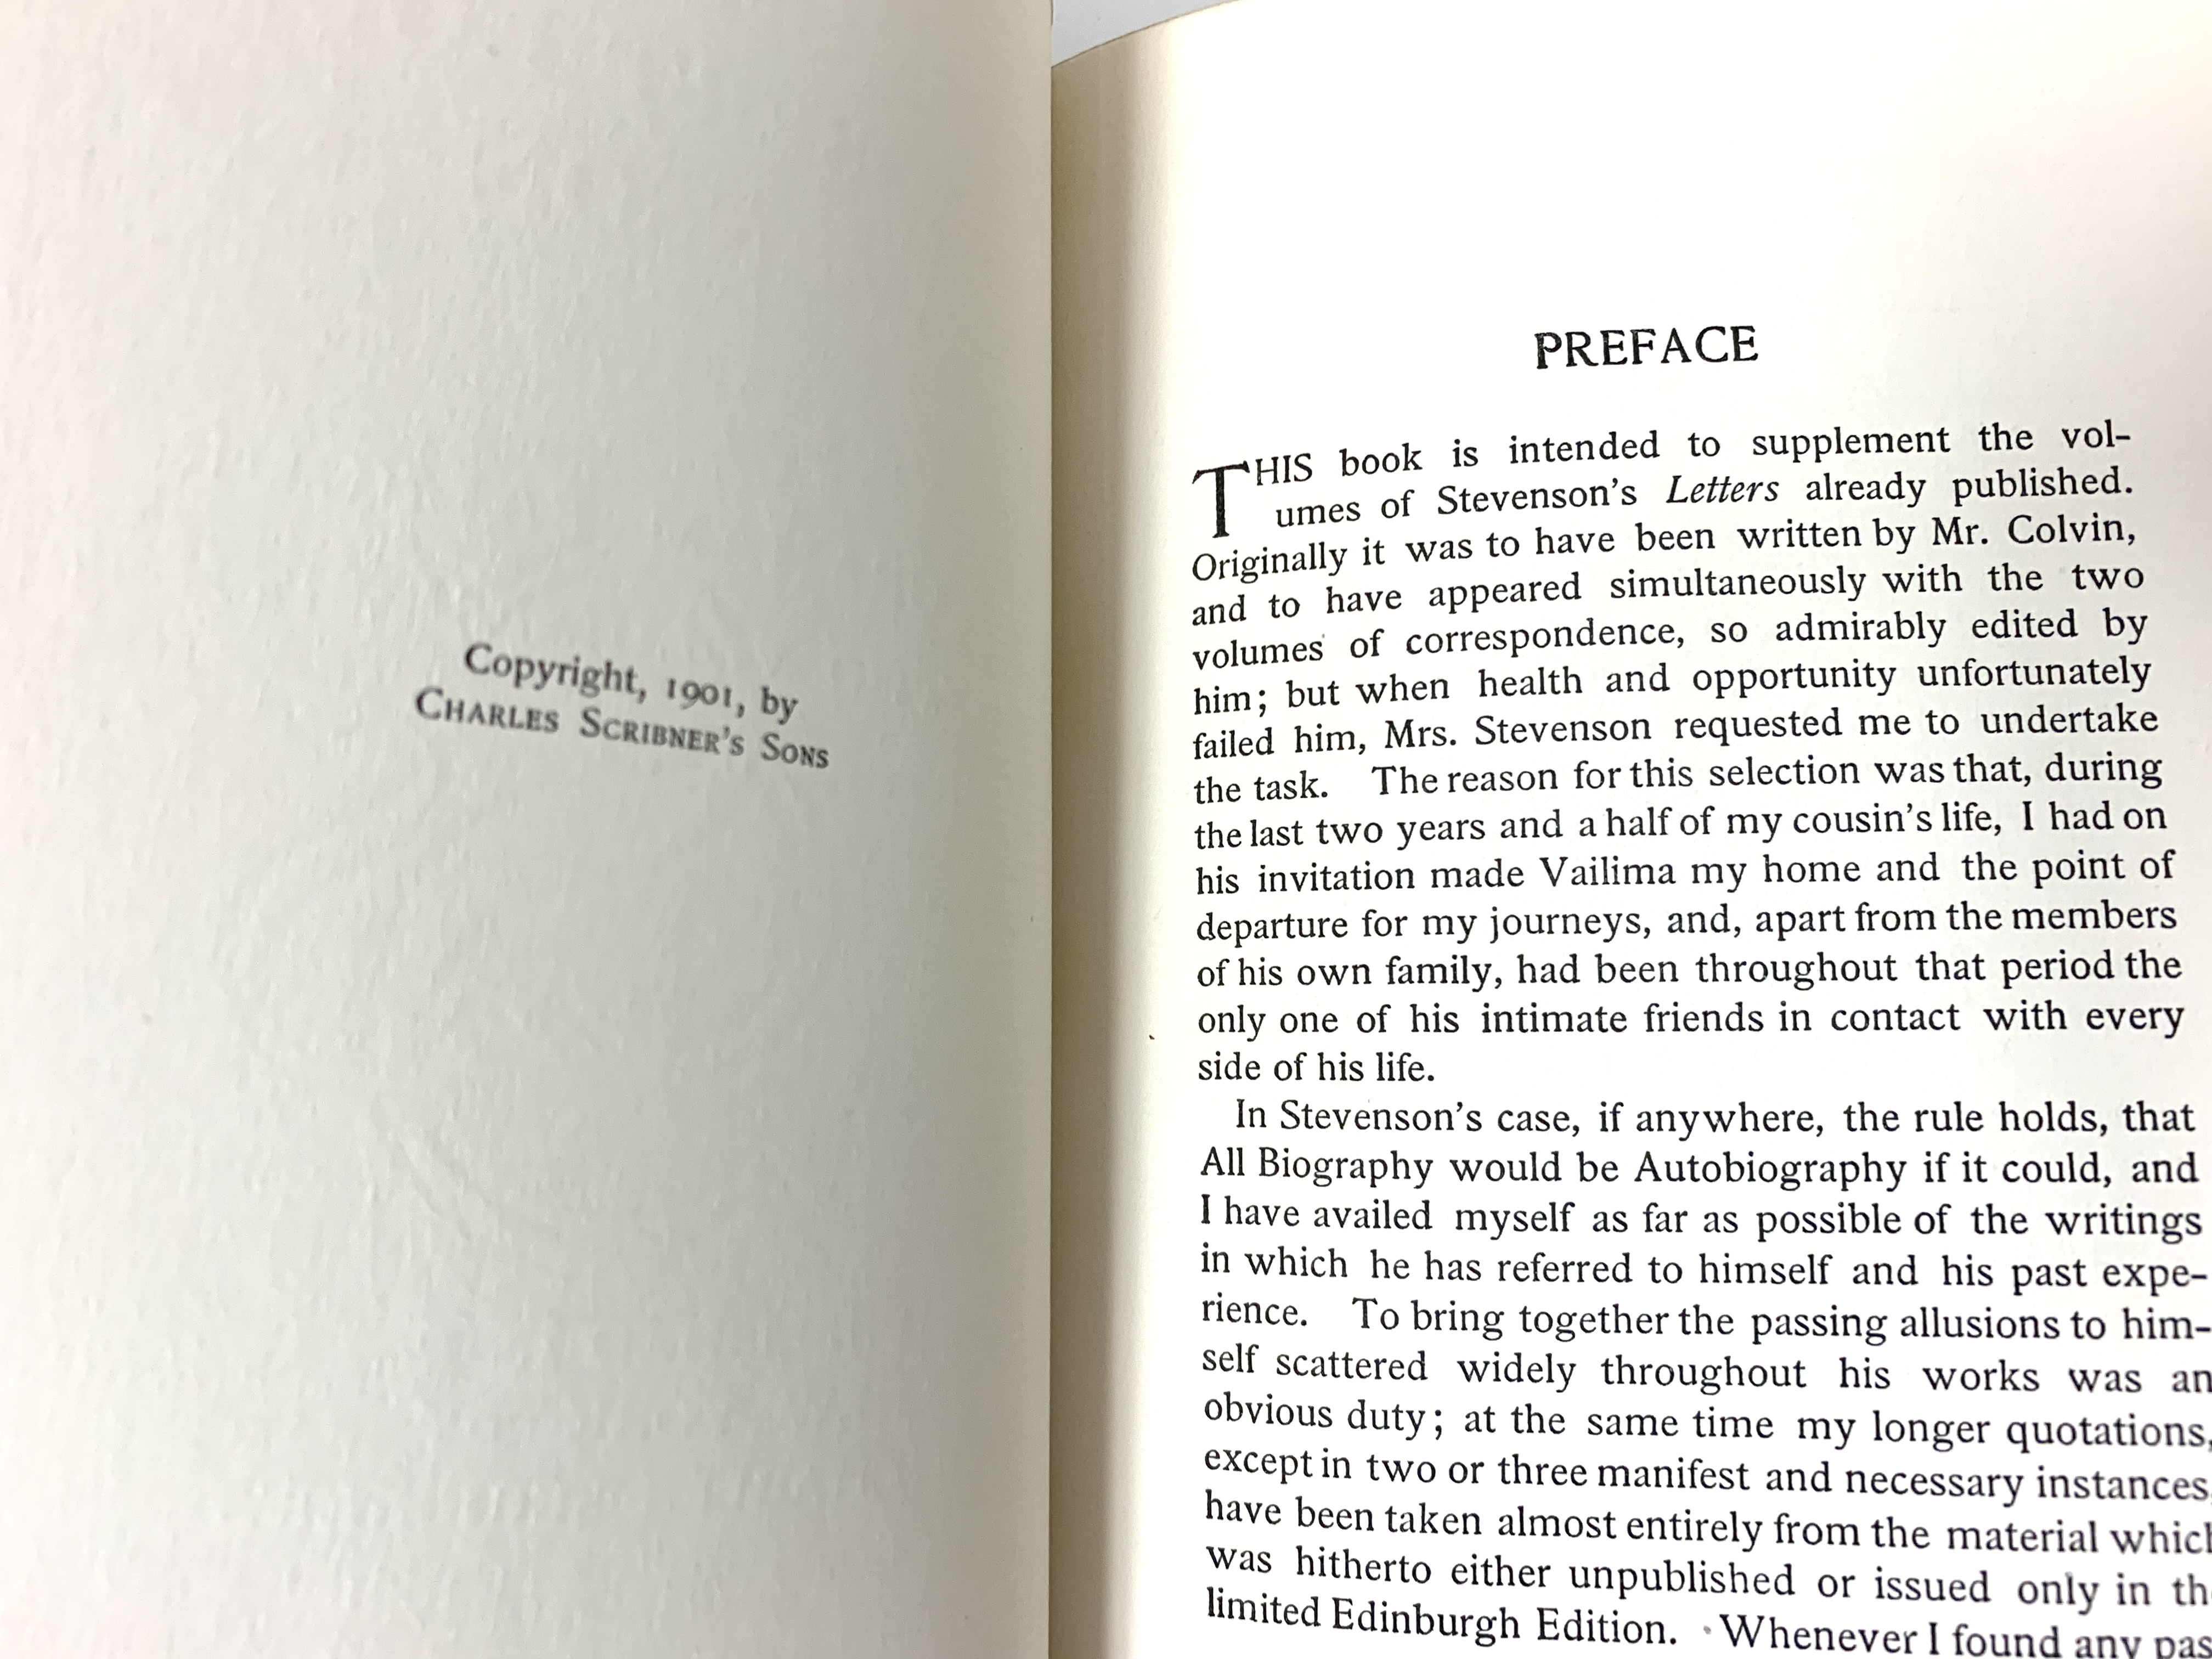 Copyright, 1901, by
CHARLES SCRIBNER'S SONS
PREFACE
THIS book is intended to supplement the vol-
umes of Stevenson's Letters already published.
Originally it was to have been written by Mr. Colvin,
and to have appeared simultaneously with the two
volumes of correspondence, so admirably edited by
him; but when health and opportunity unfortunately
failed him, Mrs. Stevenson requested me to undertake
the task. The reason for this selection was that, during
the last two years and a half of my cousin's life, I had on
his invitation made Vailima my home and the point of
departure for my journeys, and, apart from the members
of his own family, had been throughout that period the
only one of his intimate friends in contact with every
side of his life.
In Stevenson's case, if anywhere, the rule holds, that
All Biography would be Autobiography if it could, and
I have availed myself as far as possible of the writings
in which he has referred to himself and his past expe-
rience. To bring together the passing allusions to him-
self scattered widely throughout his works was an
obvious duty; at the same time my longer quotations,
except in two or three manifest and necessary instances,
have been taken almost entirely from the material which
was hitherto either unpublished or issued only in
limited Edinburgh Edition. Whenever I found any